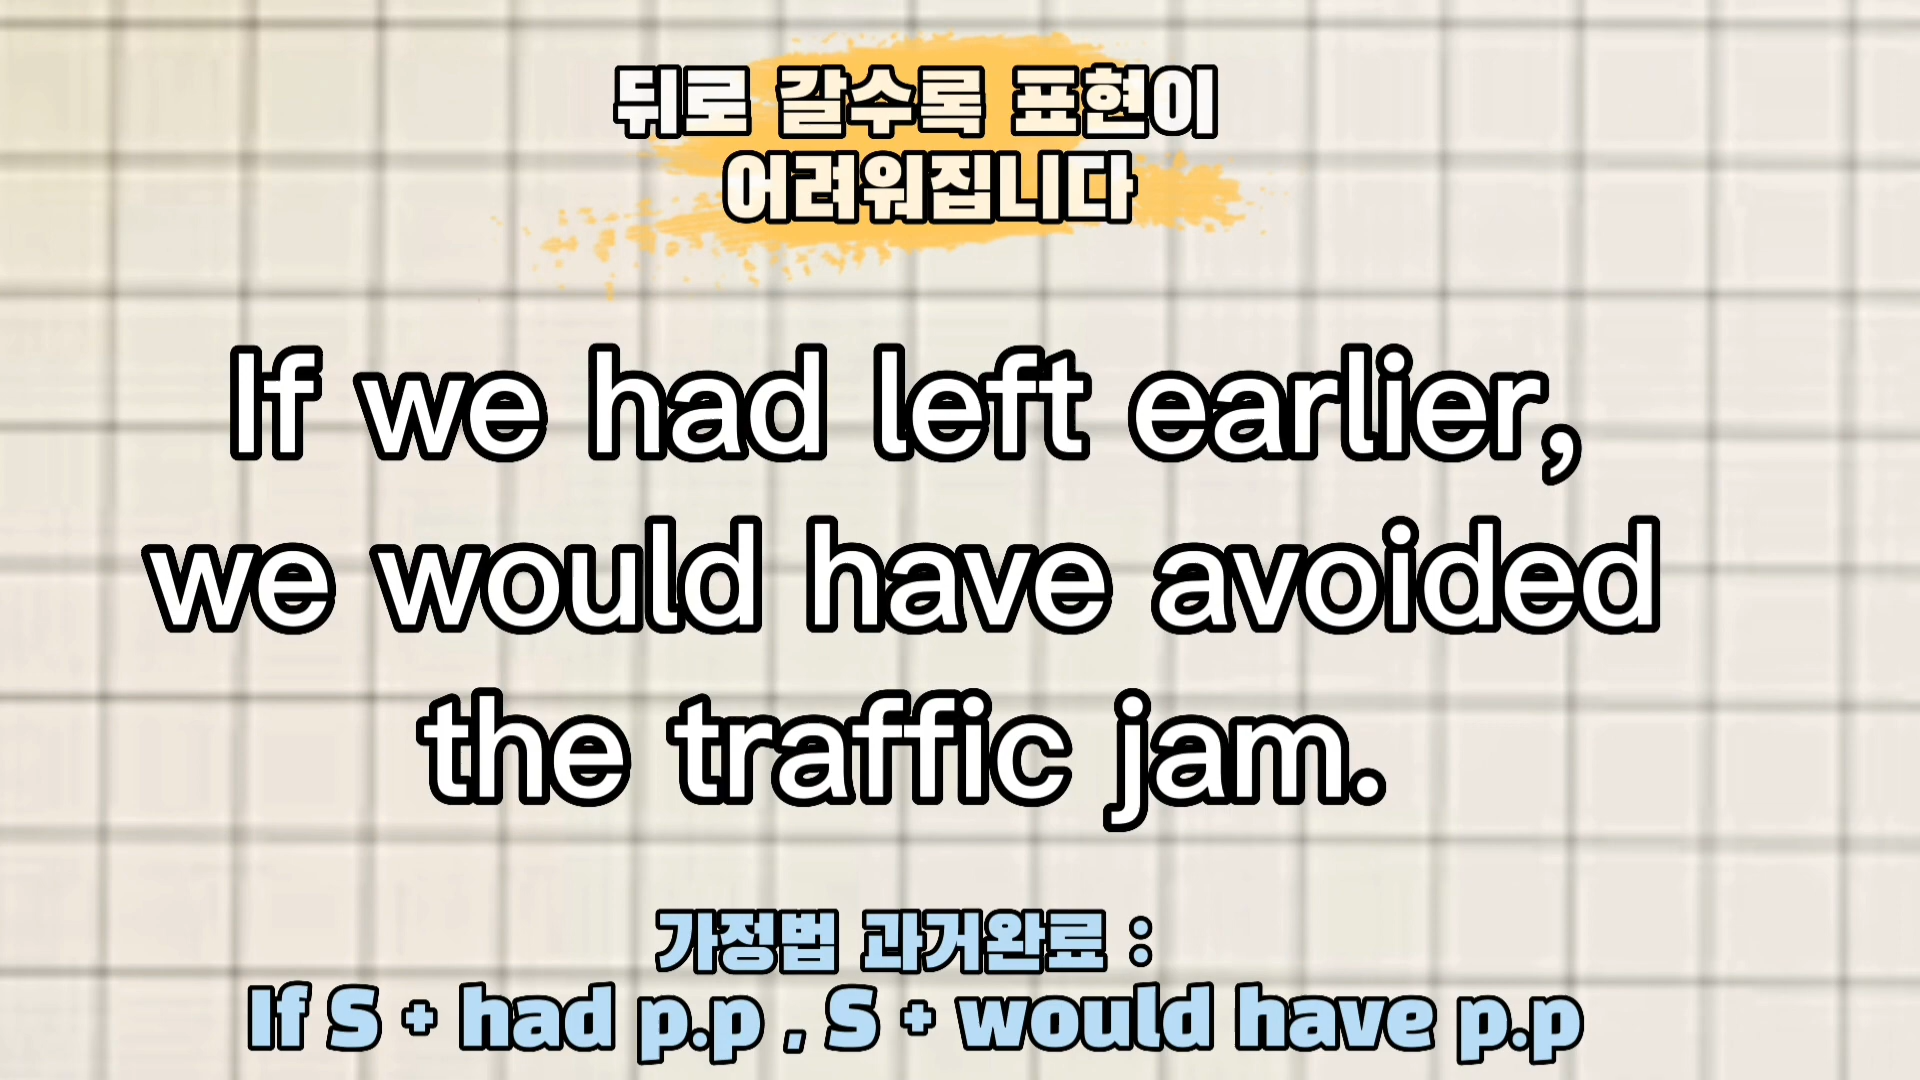 뒤로 갈수록 표현이
어려워집니다
If we had left earlier,
we would have avoided
the traffic jam.
가정법 과거완료 :
If S + had p.p , S + would have p.p